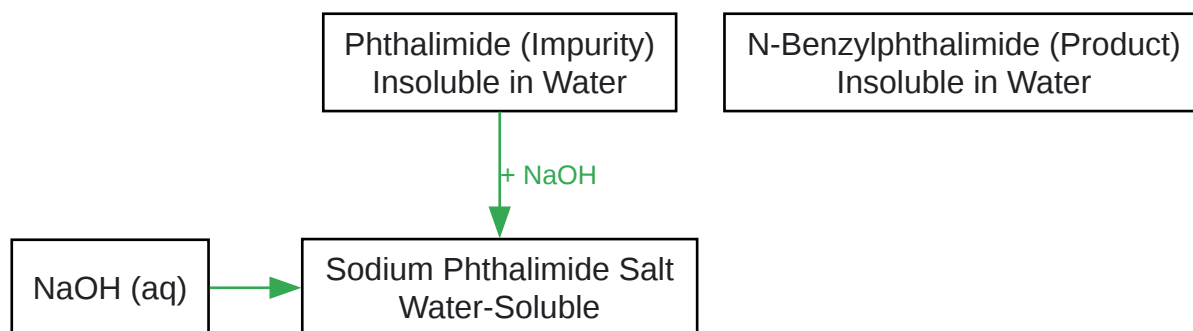 Phthalimide (Impurity)
Insoluble in Water
N-Benzylphthalimide (Product)
Insoluble in Water
+ NaOH
NaOH (aq)
Sodium Phthalimide Salt
Water-Soluble